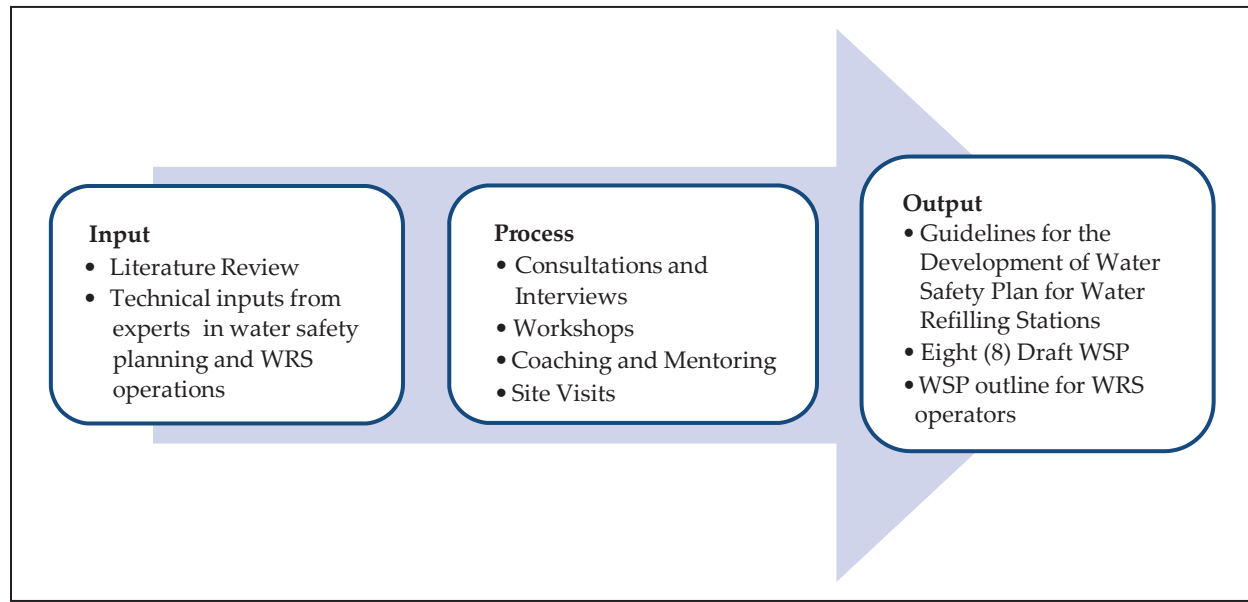 Input
• Literature Review
• Technical inputs from
experts in water safety
planning and WRS
operations
Process
• Consultations and
Interviews
• Workshops
• Coaching and Mentoring
• Site Visits
Output
• Guidelines for the
Development of Water
Safety Plan for Water
Refilling Stations
• Eight (8) Draft WSP
• WSP outline for WRS
operators